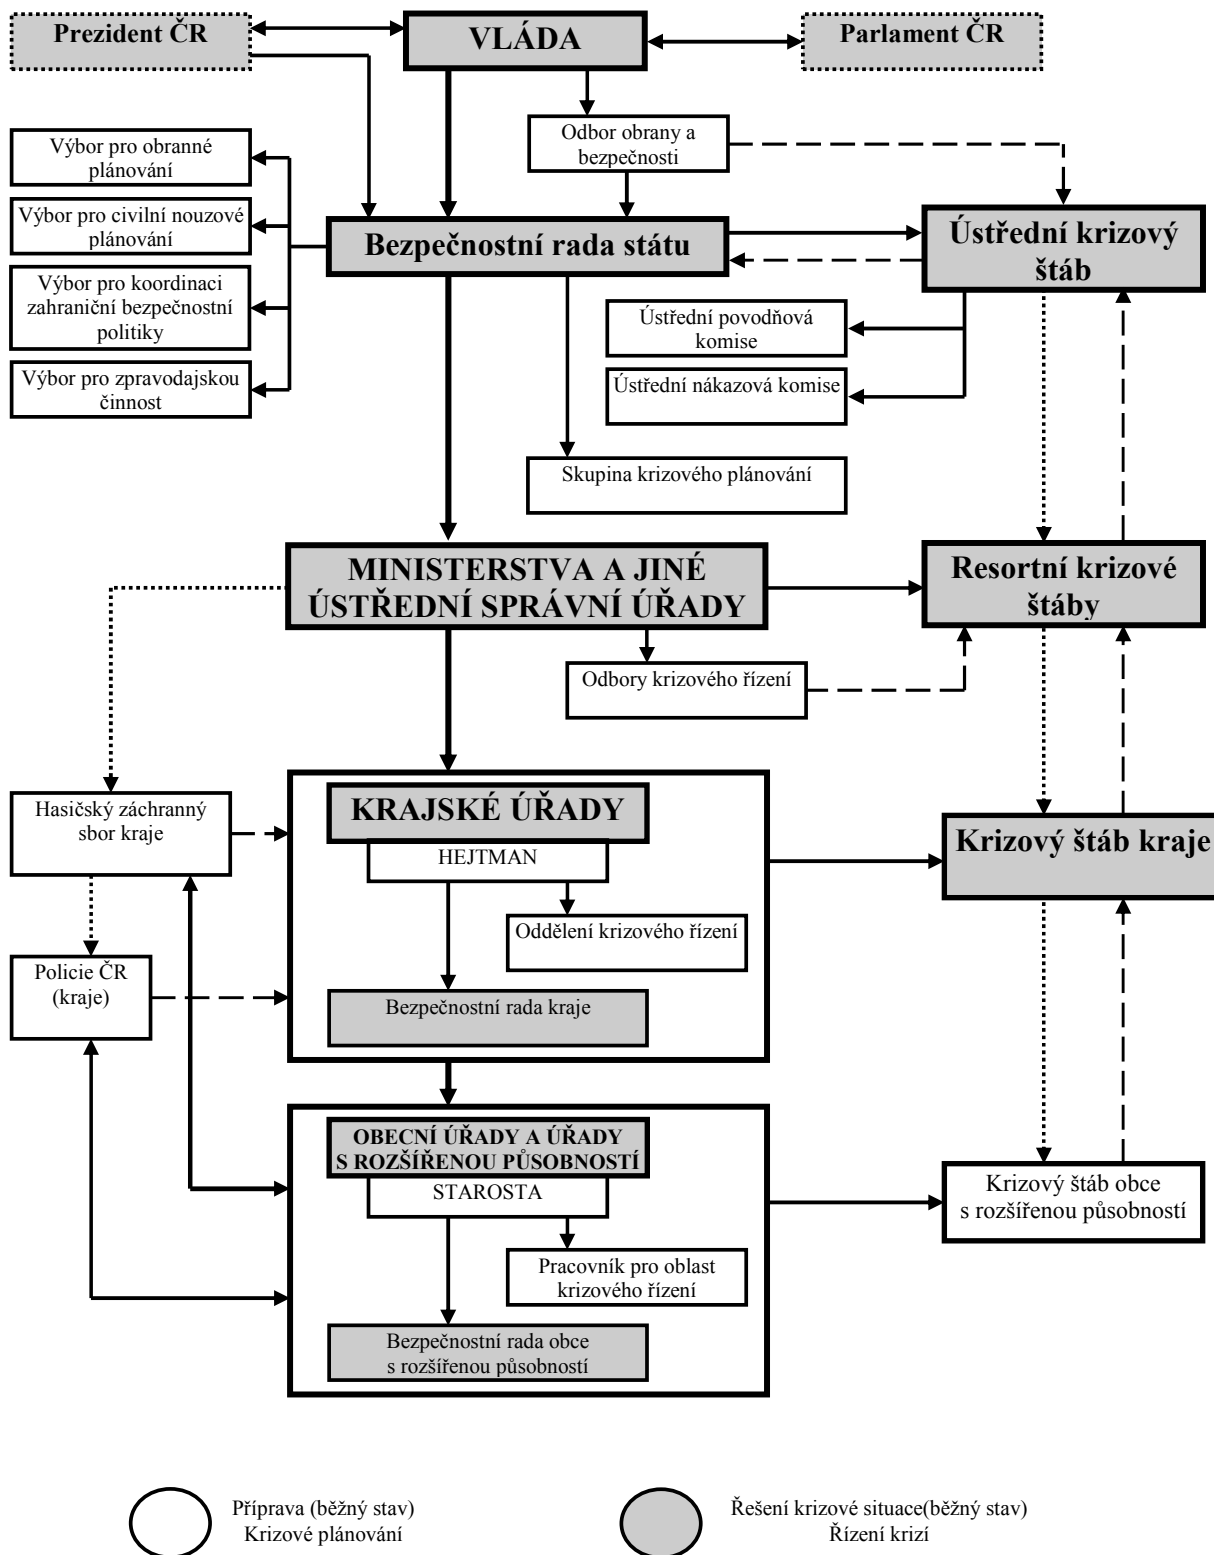 Prezident ČR
VLÁDA
Parlament ČR
Odbor obrany a
bezpečnosti
Výbor pro obranné
plánování
Výbor pro civilní nouzové
plánování
Výbor pro koordinaci
zahraniční bezpečnostní
politiky
Výbor pro zpravodajskou
činnost
Bezpečnostní rada státu
Ústřední krizový
štáb
Ústřední povodňová
komise
Ústřední nákazová komise
Skupina krizového plánování
MINISTERSTVA A JINÉ
ÚSTŘEDNÍ SPRÁVNÍ ÚŘADY
Resortní krizové
štáby
Odbory krizového řízení
Hasičský záchranný
sbor kraje
KRAJSKÉ ÚŘADY
HEJTMAN
Krizový štáb kraje
Oddělení krizového řízení
Policie ČR
(kraje)
Bezpečnostní rada kraje
OBECNÍ ÚŘADY A ÚŘADY
S ROZŠÍŘENOU PŮSOBNOSTÍ
STAROSTA
Krizový štáb obce
s rozšířenou působností
Pracovník pro oblast
krizového řízení
Bezpečnostní rada obce
s rozšířenou působností
Příprava (běžný stav)
Krizové plánování
Řešení krizové situace(běžný stav)
Řízení krizí